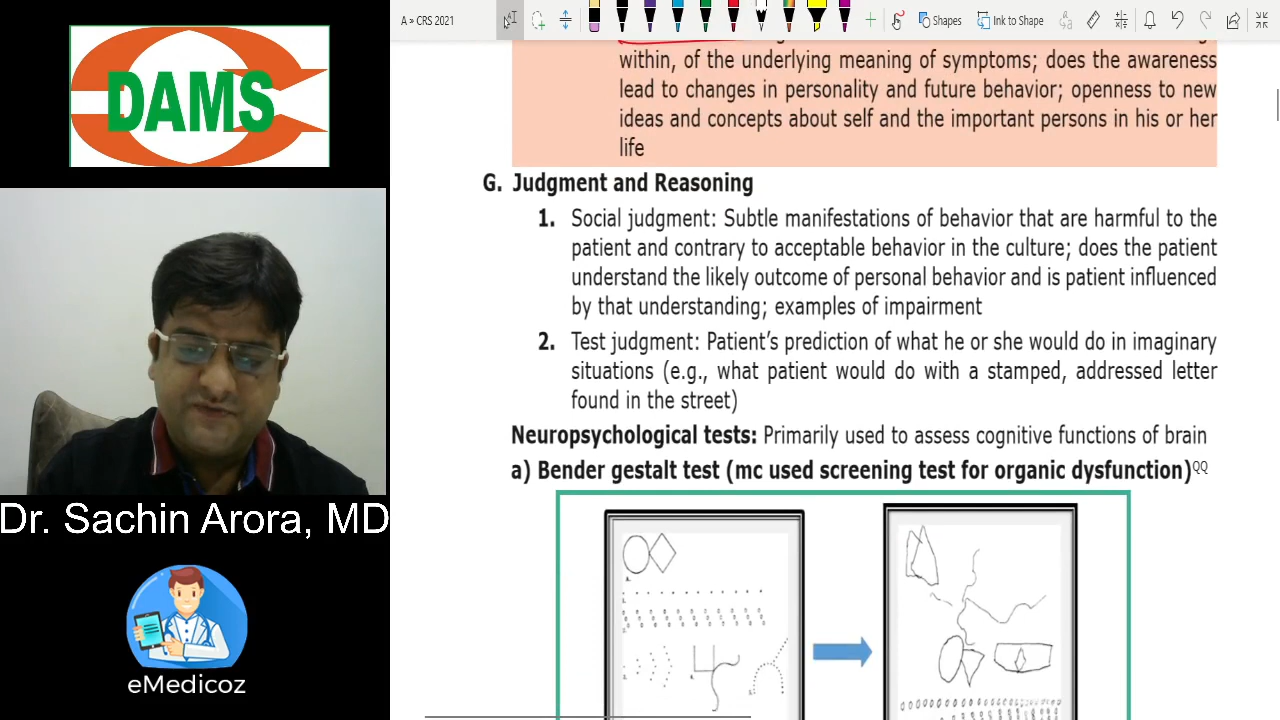 DAMS
Dr. Sachin Arora, MD
eMedicoz
A » CRS 2021
Shapes
Ink to Shape
within, of the underlying meaning of symptoms; does the awareness
lead to changes in personality and future behavior; openness to new
ideas and concepts about self and the important persons in his or her
life
G. Judgment and Reasoning
1. Social judgment: Subtle manifestations of behavior that are harmful to the
patient and contrary to acceptable behavior in the culture; does the patient
understand the likely outcome of personal behavior and is patient influenced
by that understanding; examples of impairment
2. Test judgment: Patient’s prediction of what he or she would do in imaginary
situations (e.g., what patient would do with a stamped, addressed letter
found in the street)
Neuropsychological tests: Primarily used to assess cognitive functions of brain
a) Bender gestalt test (mc used screening test for organic dysfunction)QQ